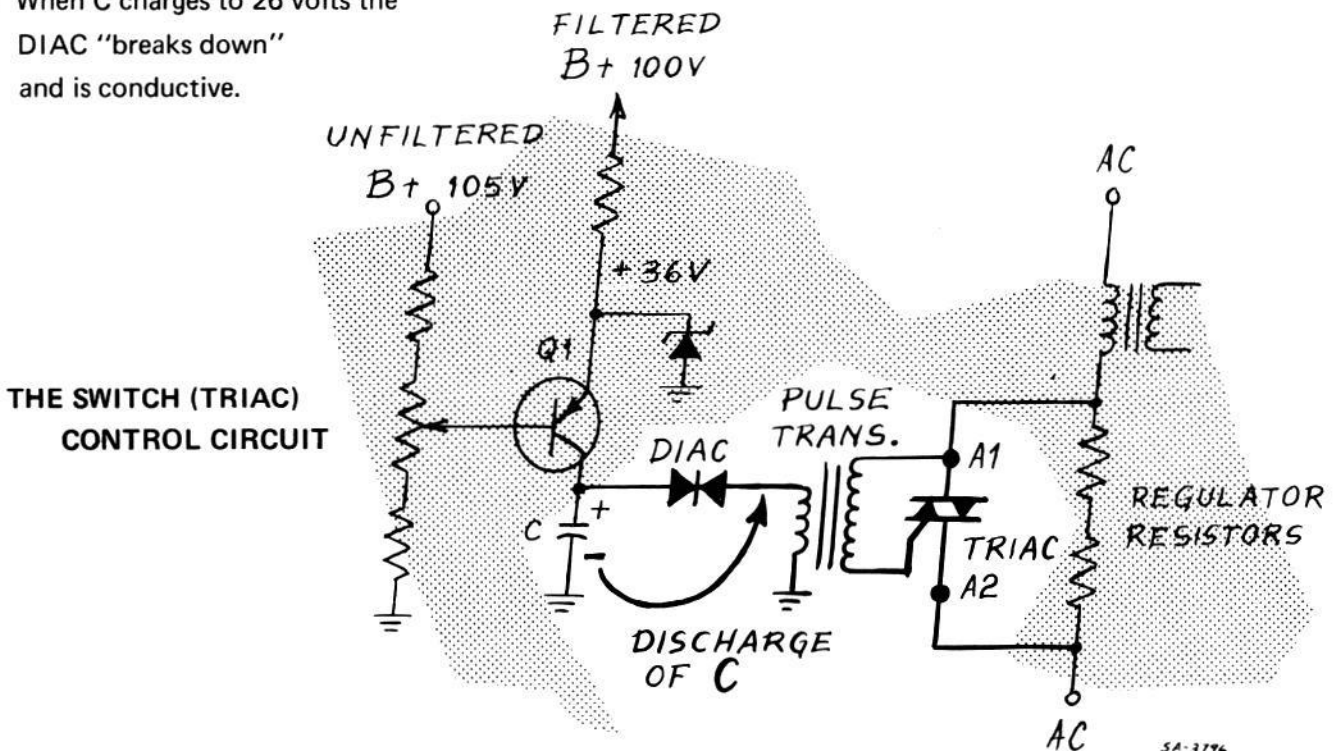 When C charges to 26 volts the
DIAC "breaks down"
and is conductive.
FILTERED
B+ 100V
UNFILTERED
B+ 105V
AC
+36V
Q1
THE SWITCH (TRIAC)
CONTROL CIRCUIT
PULSE
TRANS.
DIAC
A1
C
+
-
REGULATOR
RESISTORS
TRIAC
A2
DISCHARGE
OF C
AC
SA-3796